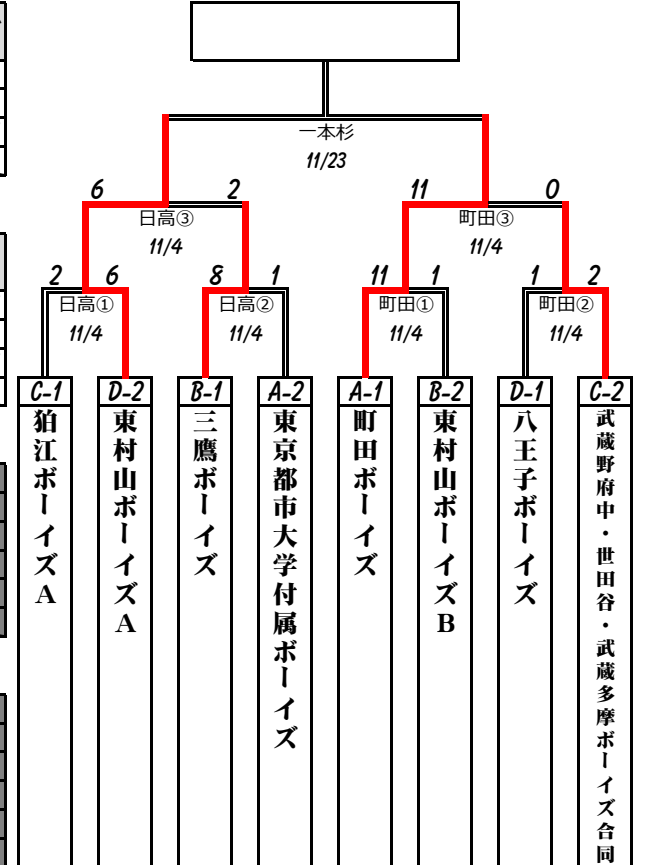 一本杉
11/23
6 2 11 0
日高③ 町田③
11/4 11/4
2 6 8 1 11 1 1 2
日高① 日高② 町田① 町田②
11/4 11/4 11/4 11/4
C-1 D-2 B-1 A-2 A-1 B-2 D-1 C-2
狛江ボーイズA
東村山ボーイズA
三鷹ボーイズ
東京都市大学付属ボーイズ
町田ボーイズ
東村山ボーイズB
八王子ボーイズ
武蔵野府中・世田谷・武蔵多摩ボーイズ合同